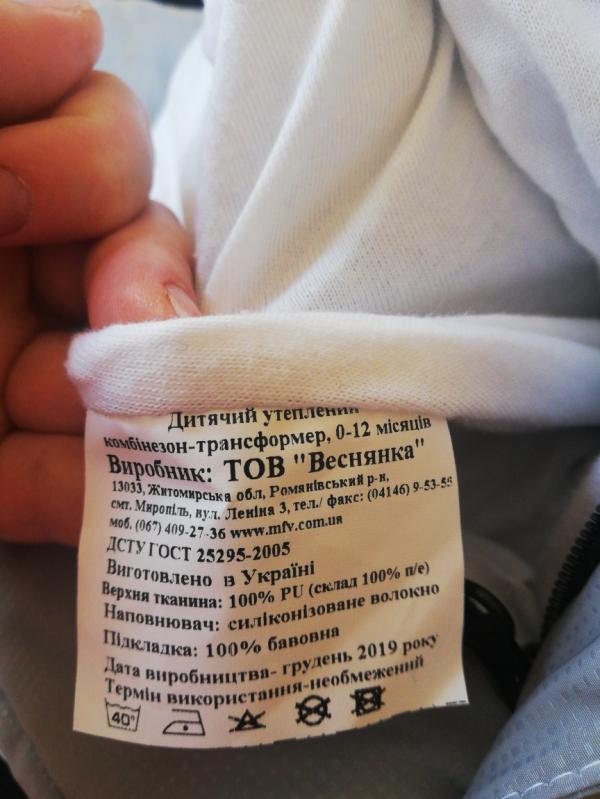 Дитячий утеплений
комбінезон-трансформер, 0-12 місяців
Виробник: ТОВ "Веснянка"
13033, Житомирська обл, Романівський р-н,
смт. Миропіль, вул. Леніна 3, тел./ факс: (04146) 9-53-55
моб. (067) 409-27-36 www.mfv.com.ua
ДСТУ ГОСТ 25295-2005
Виготовлено в Україні
Верхня тканина: 100% PU (склад 100% п/е)
Наповнювач: силіконізоване волокно
Підкладка: 100% бавовна
Дата виробництва- грудень 2019 року
Термін використання-необмежений
40°